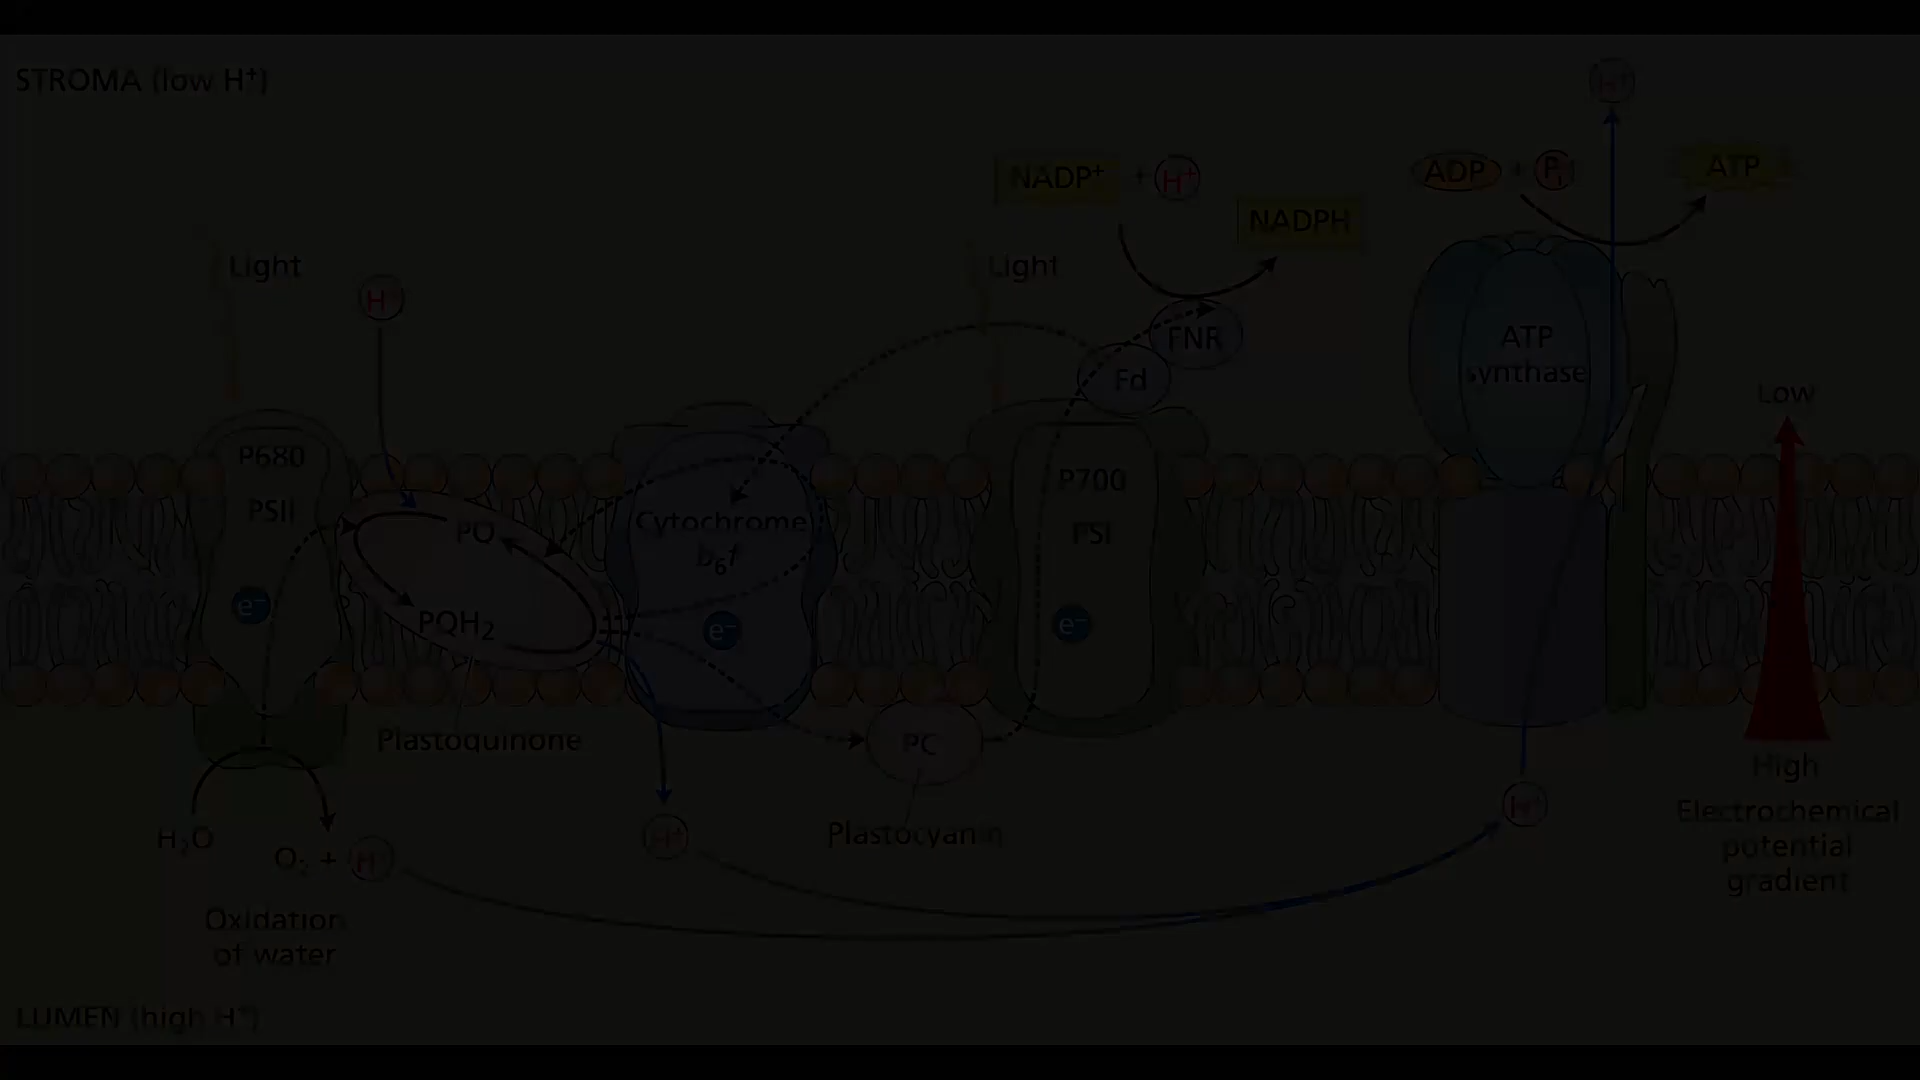 STROMA (low H⁺)
H⁺
NADP⁺ + H⁺
ADP + Pᵢ
ATP
NADPH
Light
H⁺
Light
FNR
ATP
synthase
Fd
Low
P680
PSII
PQ
Cytochrome
b₆f
P700
PSI
e⁻
PQH₂
e⁻
e⁻
Plastoquinone
PC
High
H₂O
O₂ + H⁺
H⁺
Plastocyanin
H⁺
Electrochemical
potential
gradient
Oxidation
of water
LUMEN (high H⁺)